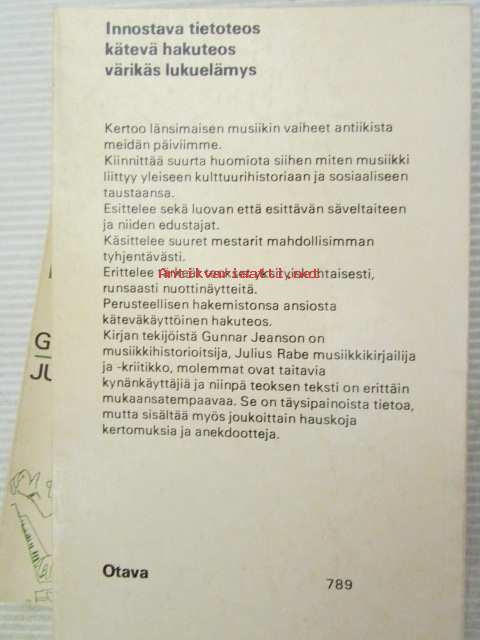 Innostava tietoteos
kätevä hakuteos
värikäs lukuelämys
Kertoo länsimaisen musiikin vaiheet antiikista
meidän päiviimme.
Kiinnittää suurta huomiota siihen miten musiikki
liittyy yleiseen kulttuurihistoriaan ja sosiaaliseen
taustaansa.
Esittelee sekä luovan että esittävän säveltaiteen
ja niiden edustajat.
Käsittelee suuret mestarit mahdollisimman
tyhjentävästi.
Erittelee tärkeät teokset yksityiskohtaisesti,
runsaasti nuottinäytteitä.
Perusteellisen hakemistonsa ansiosta
käteväkäyttöinen hakuteos.
Kirjan tekijöistä Gunnar Jeanson on
musiikkihistorioitsija, Julius Rabe musiikkikirjailija
ja -kriitikko, molemmat ovat taitavia
kynänkäyttäjiä ja niinpä teoksen teksti on erittäin
mukaansatempaavaa. Se on täysipainoista tietoa,
mutta sisältää myös joukoittain hauskoja
kertomuksia ja anekdootteja.
G
JU
Otava
789